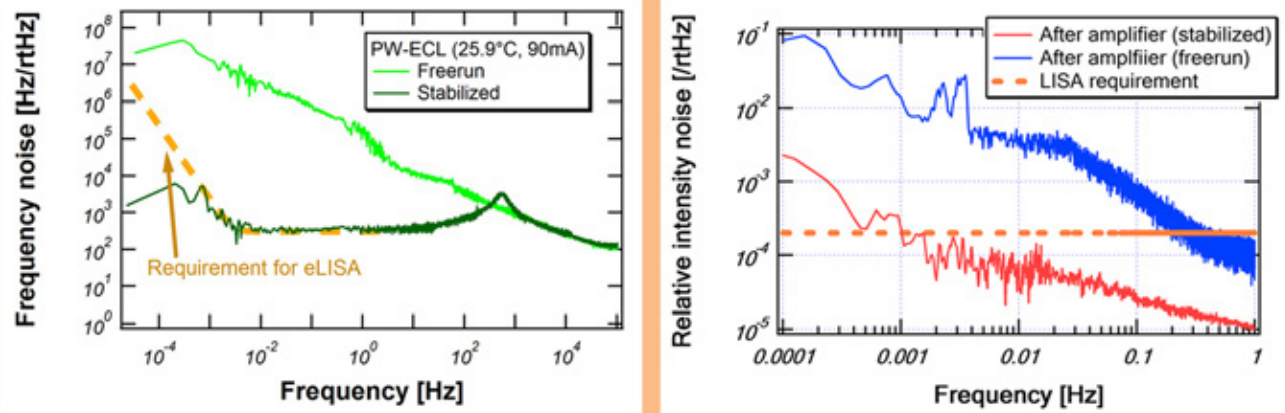 Frequency noise [Hz/rtHz]
10^8
10^7
10^6
10^5
10^4
10^3
10^2
10^1
10^0
PW-ECL (25.9°C, 90mA)
Freerun
Stabilized
Requirement for eLISA
10^-4
10^-2
10^0
10^2
10^4
Frequency [Hz]
Relative intensity noise [/rtHz]
10^-1
10^-2
10^-3
10^-4
10^-5
After amplifier (stabilized)
After amplfiier (freerun)
LISA requirement
0.0001
0.001
0.01
0.1
1
Frequency [Hz]